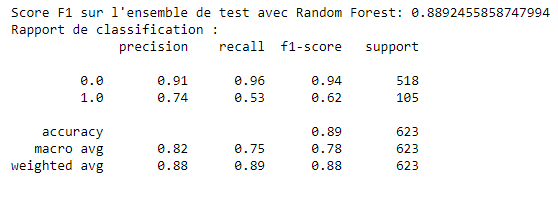 Score F1 sur l'ensemble de test avec Random Forest: 0.8892455858747994
Rapport de classification :
precision recall f1-score support
0.0 0.91 0.96 0.94 518
1.0 0.74 0.53 0.62 105
accuracy 0.89 623
macro avg 0.82 0.75 0.78 623
weighted avg 0.88 0.89 0.88 623